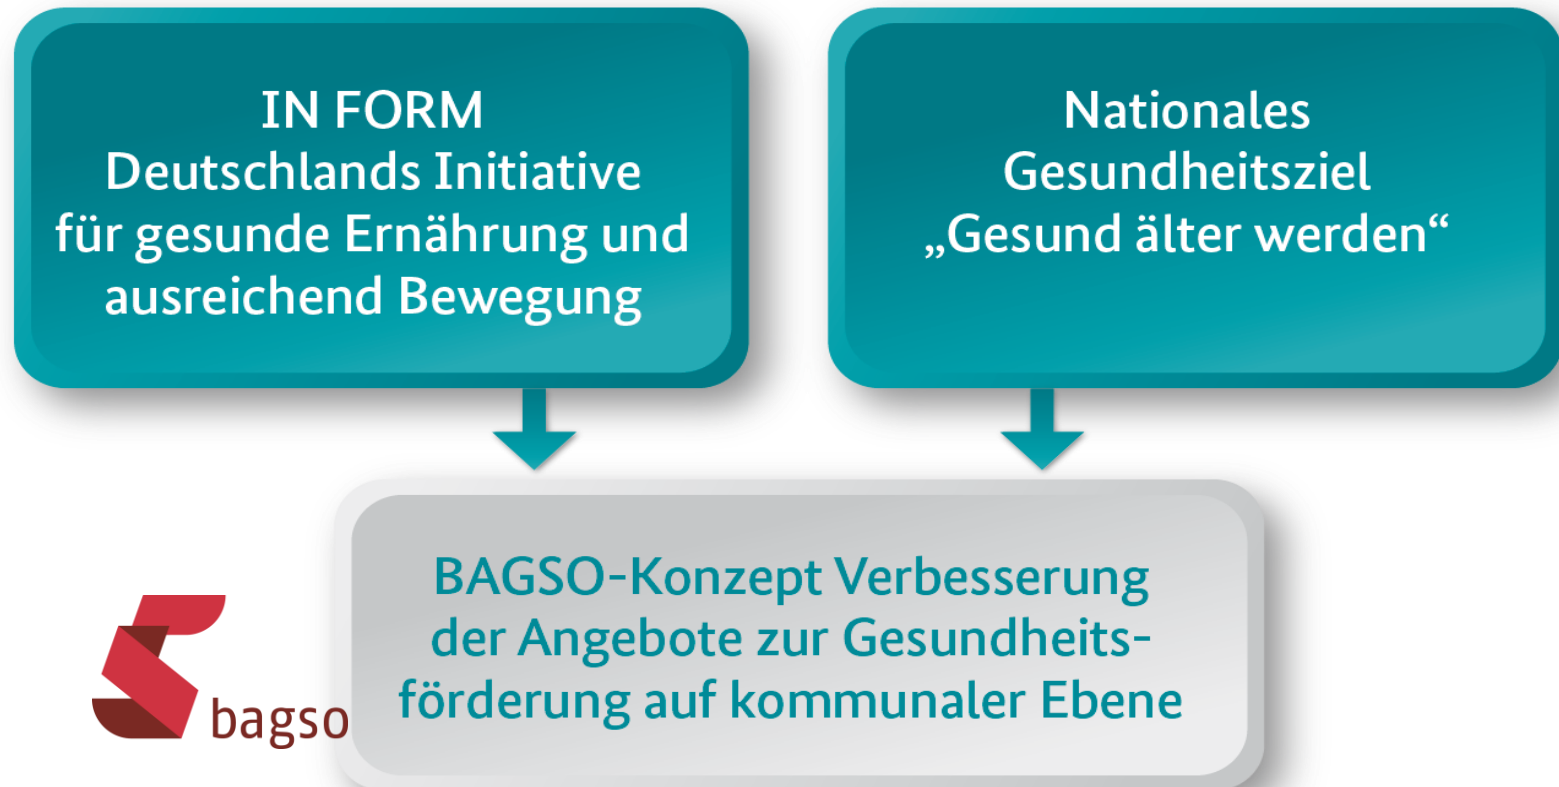 IN FORM
Deutschlands Initiative
für gesunde Ernährung und
ausreichend Bewegung
Nationales
Gesundheitsziel
„Gesund älter werden“
BAGSO-Konzept Verbesserung
der Angebote zur Gesundheits-
förderung auf kommunaler Ebene
bagso